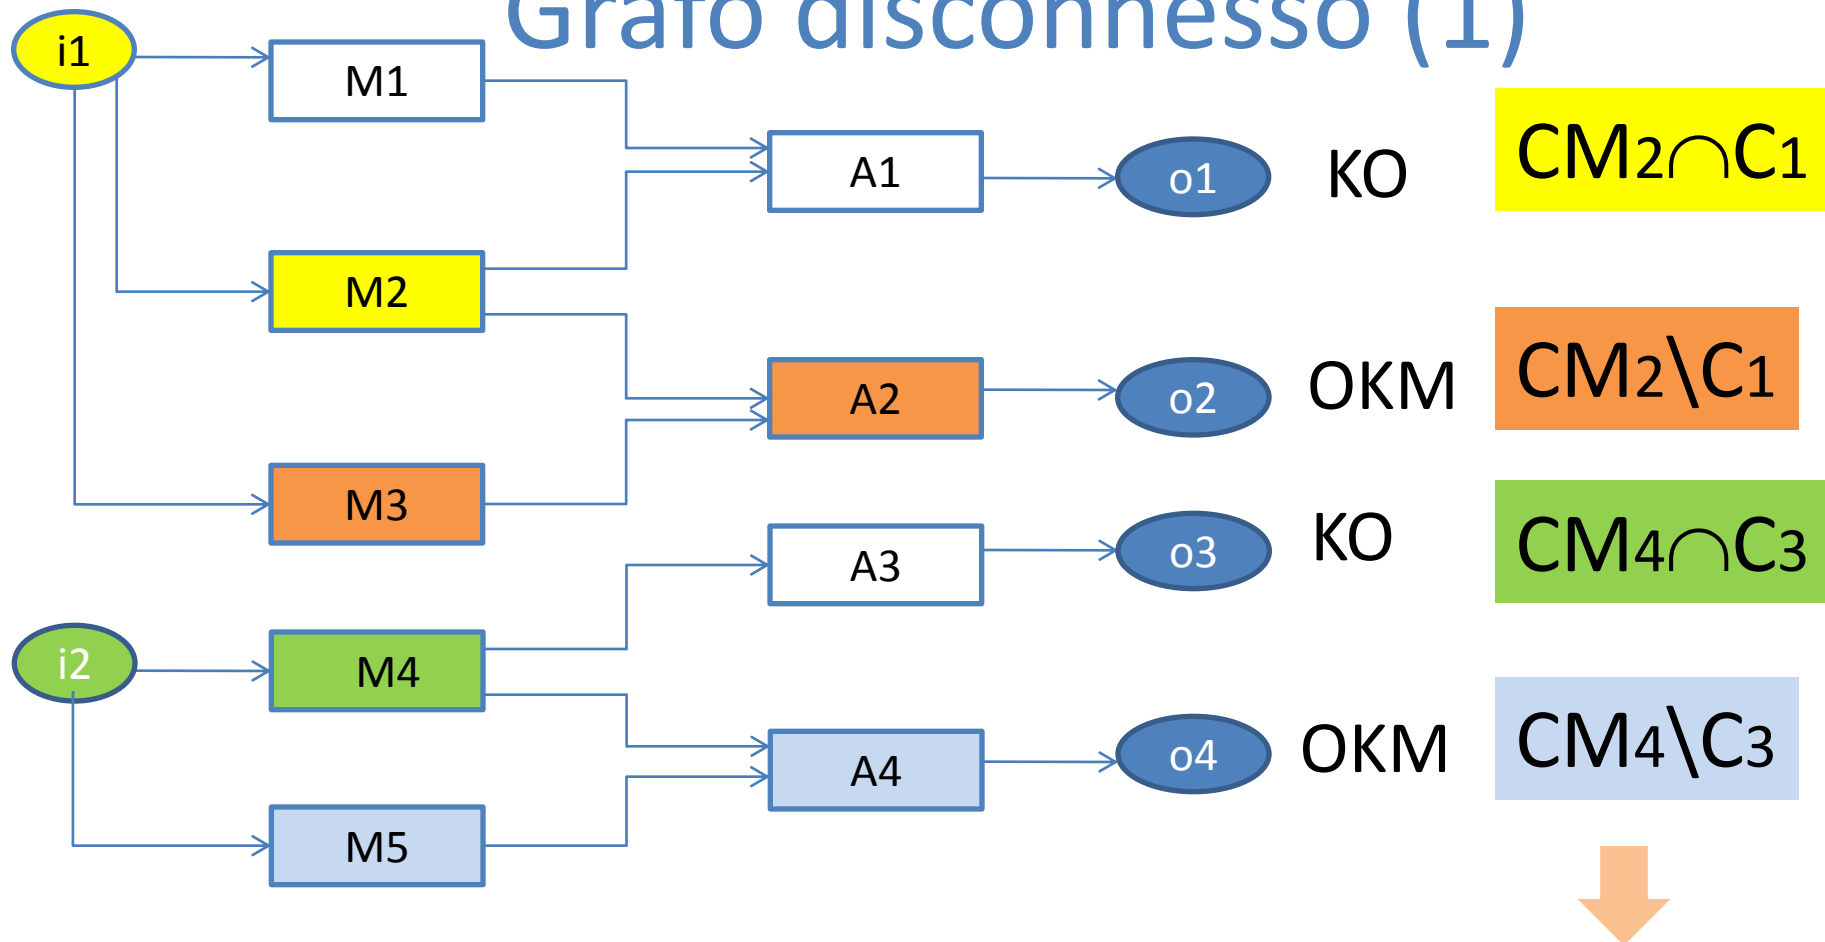 Grafo disconnesso (1)
i1
M1
A1
o1
KO
CM2∩C1
M2
A2
o2
OKM
CM2\C1
M3
A3
o3
KO
CM4∩C3
i2
M4
A4
o4
OKM
CM4\C3
M5